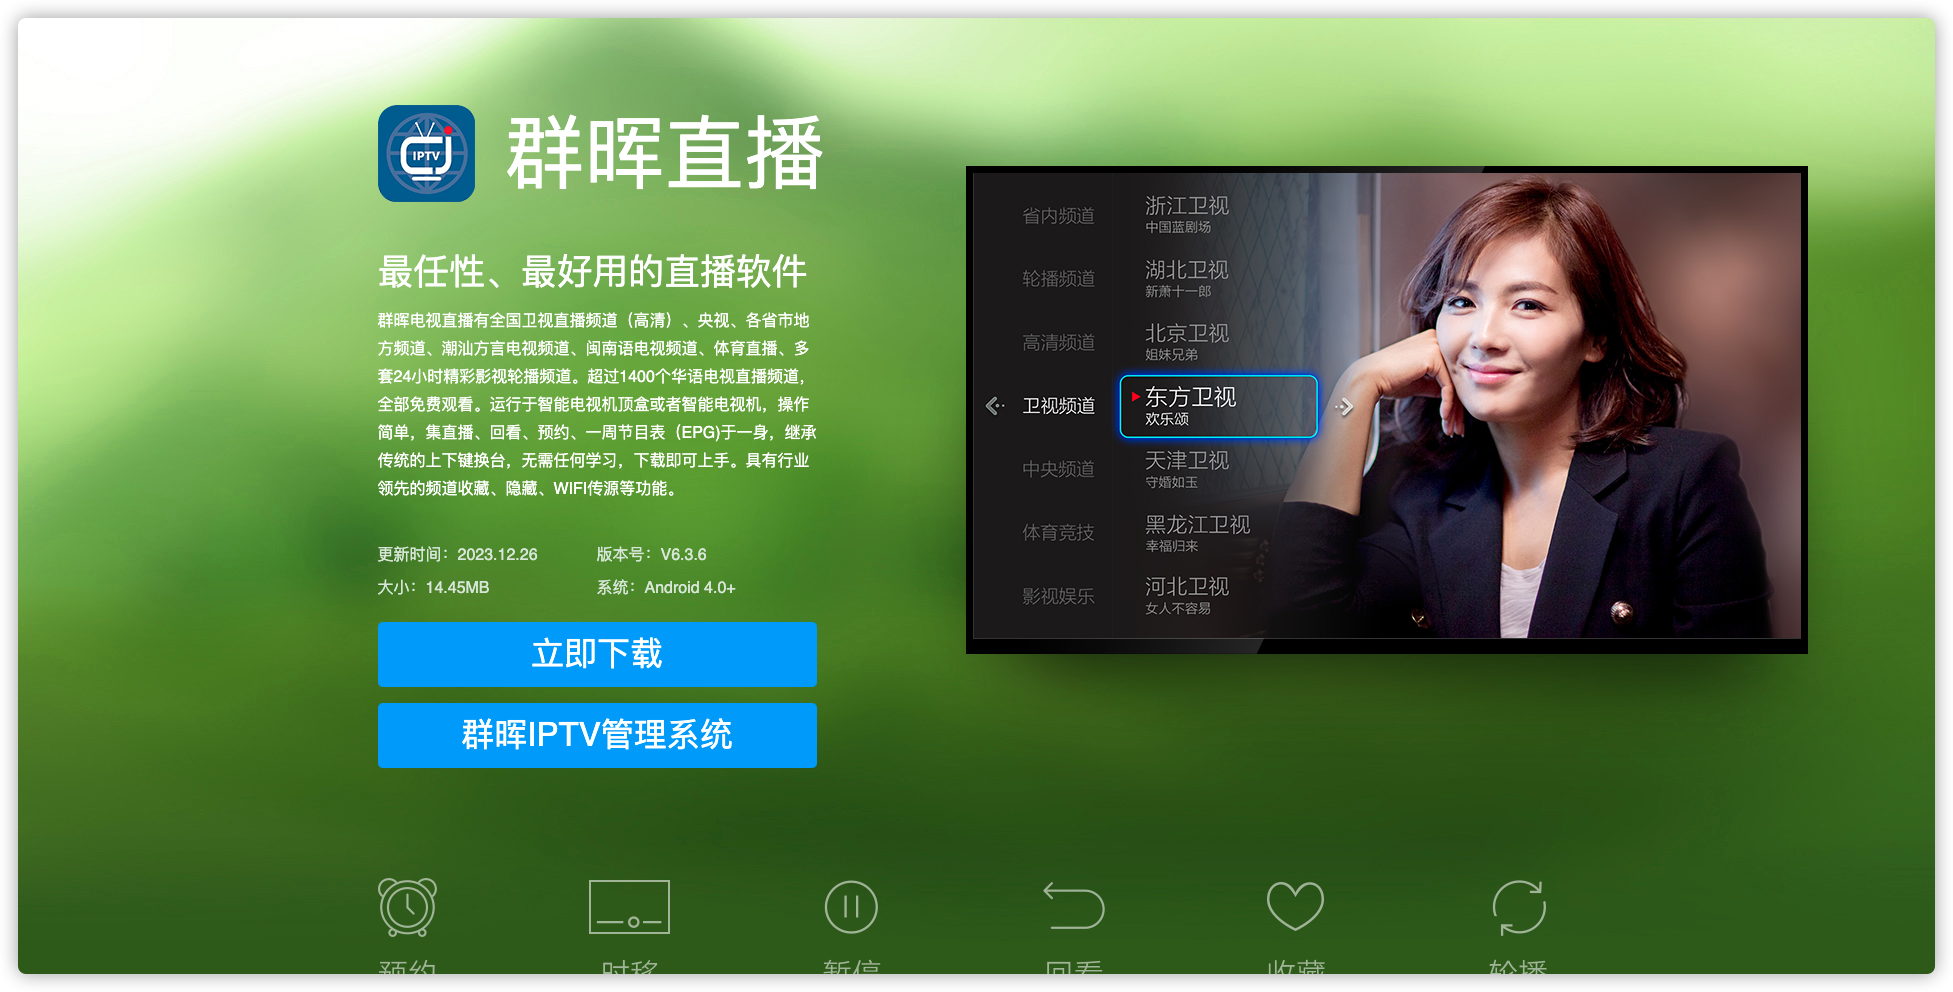 IPTV
群晖直播
最任性、最好用的直播软件
群晖电视直播有全国卫视直播频道（高清）、央视、各省市地
方频道、潮汕方言电视频道、闽南语电视频道、体育直播、多
套24小时精彩影视轮播频道。超过1400个华语电视直播频道，
全部免费观看。运行于智能电视机顶盒或者智能电视机，操作
简单，集直播、回看、预约、一周节目表（EPG)于一身，继承
传统的上下键换台，无需任何学习，下载即可上手。具有行业
领先的频道收藏、隐藏、WIFI传源等功能。
更新时间：2023.12.26
版本号：V6.3.6
大小：14.45MB
系统：Android 4.0+
立即下载
群晖IPTV管理系统
省内频道
轮播频道
高清频道
卫视频道
中央频道
体育竞技
影视娱乐
浙江卫视
中国蓝剧场
湖北卫视
新萧十一郎
北京卫视
姐妹兄弟
东方卫视
欢乐颂
天津卫视
守婚如玉
黑龙江卫视
幸福归来
河北卫视
女人不容易
预约
时移
暂停
回看
收藏
轮播